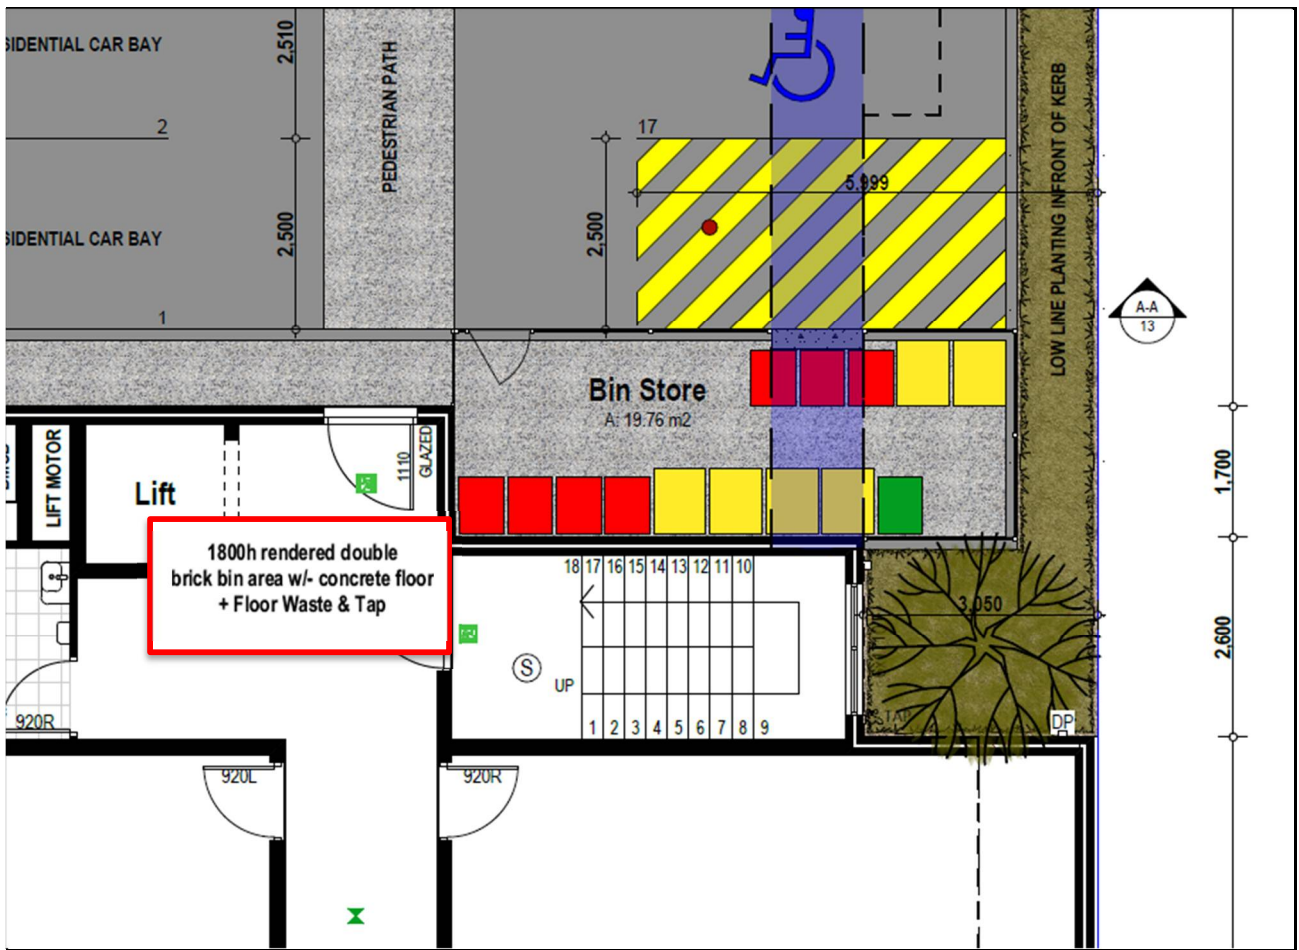 SIDENTIAL CAR BAY
2,510
PEDESTRIAN PATH
2
17
LOW LINE PLANTING INFRONT OF KERB
5,999
SIDENTIAL CAR BAY
2,500
2,500
A-A
13
1
Bin Store
A: 19.76 m2
LIFT MOTOR
Lift
1110
GLAZED
1,700
1800h rendered double
brick bin area w/- concrete floor
+ Floor Waste & Tap
18 17 16 15 14 13 12 11 10
3,050
2,600
S
UP
1 2 3 4 5 6 7 8 9
TAP
DP
920R
920L
920R